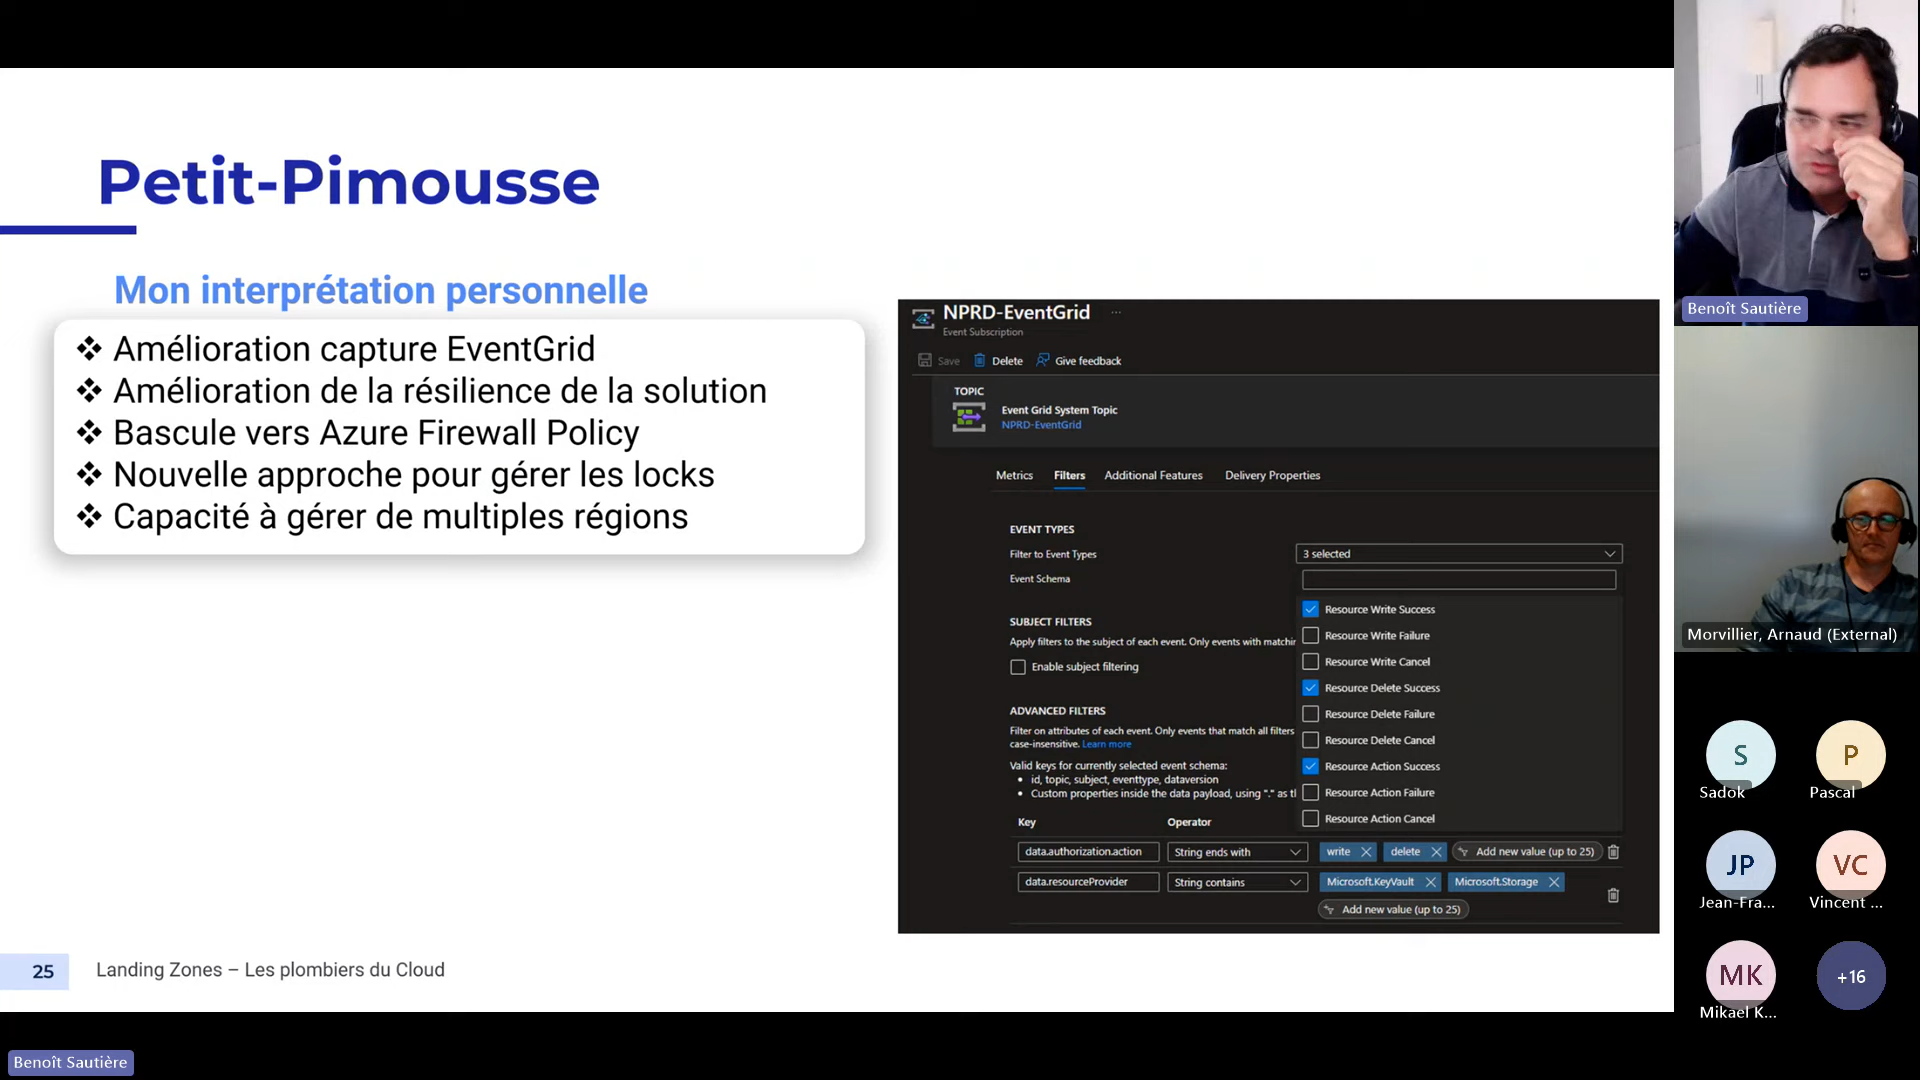 Petit-Pimousse
Mon interprétation personnelle
❖ Amélioration capture EventGrid
❖ Amélioration de la résilience de la solution
❖ Bascule vers Azure Firewall Policy
❖ Nouvelle approche pour gérer les locks
❖ Capacité à gérer de multiples régions
NPRD-EventGrid ...
Event Subscription
Save Delete Give feedback
TOPIC
Event Grid System Topic
NPRD-EventGrid
Metrics Filters Additional Features Delivery Properties
EVENT TYPES
Filter to Event Types 3 selected
Event Schema
Resource Write Success
Resource Write Failure
Resource Write Cancel
Resource Delete Success
Resource Delete Failure
Resource Delete Cancel
Resource Action Success
Resource Action Failure
Resource Action Cancel
SUBJECT FILTERS
Apply filters to the subject of each event. Only events with matchin
Enable subject filtering
ADVANCED FILTERS
Filter on attributes of each event. Only events that match all filters
case-insensitive. Learn more
Valid keys for currently selected event schema:
• id, topic, subject, eventtype, dataversion
• Custom properties inside the data payload, using "." as th
Key Operator
data.authorization.action String ends with write delete Add new value (up to 25)
data.resourceProvider String contains Microsoft.KeyVault Microsoft.Storage
Add new value (up to 25)
25 Landing Zones – Les plombiers du Cloud
Benoît Sautière
Benoît Sautière
Morvillier, Arnaud (External)
S P
Sadok Pascal
JP VC
Jean-Fra... Vincent ...
MK +16
Mikael K...